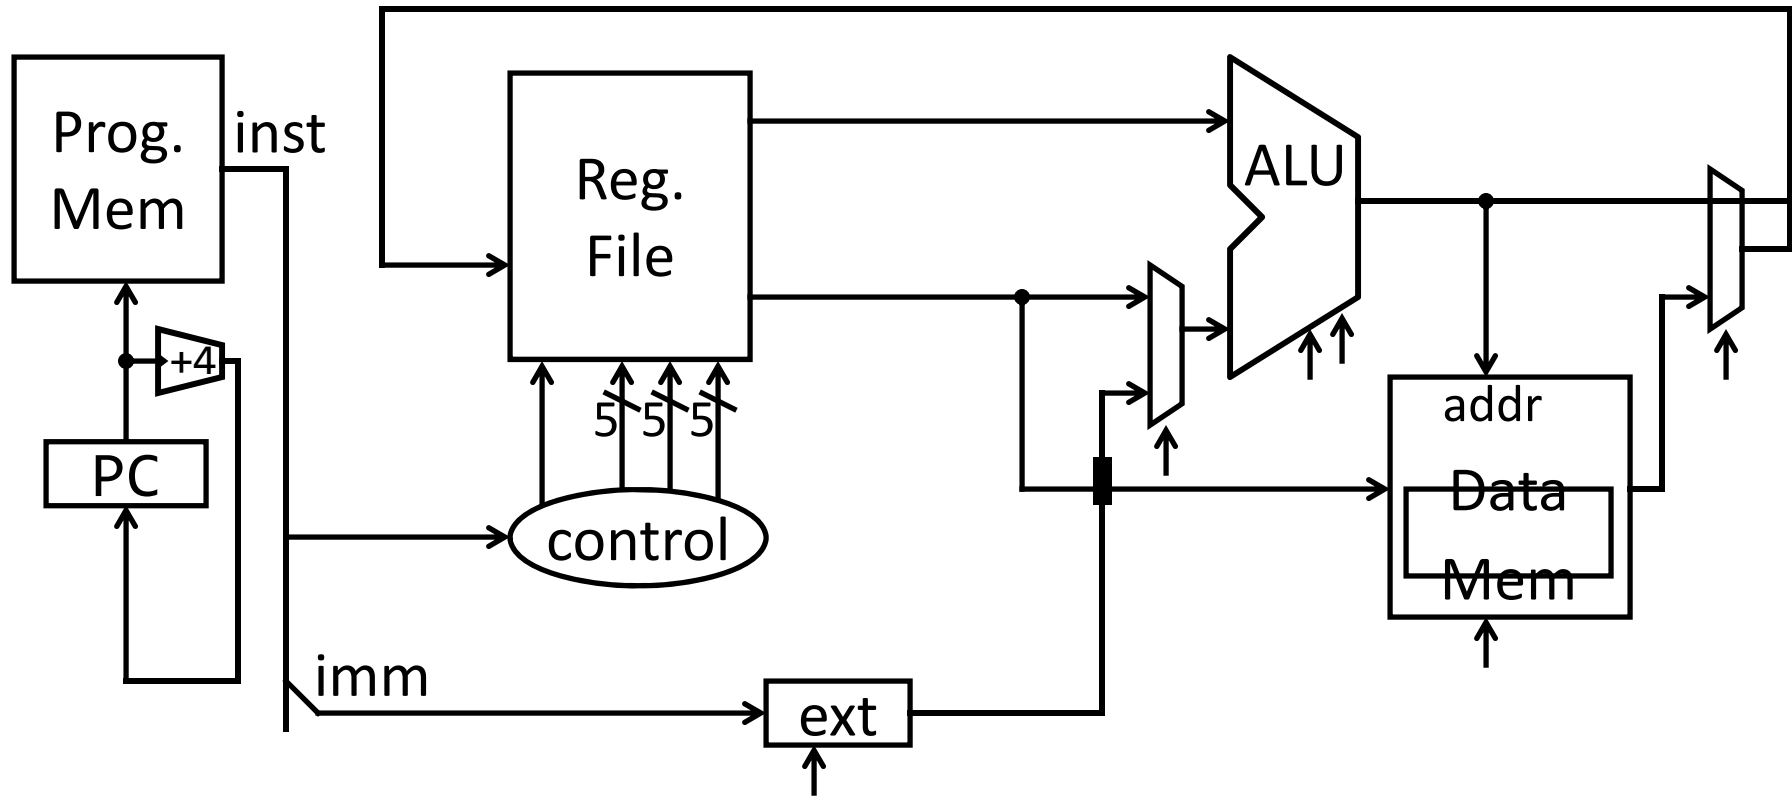 Prog.
Mem
inst
Reg.
File
ALU
+4
PC
5 5 5
addr
Data
Mem
control
imm
ext